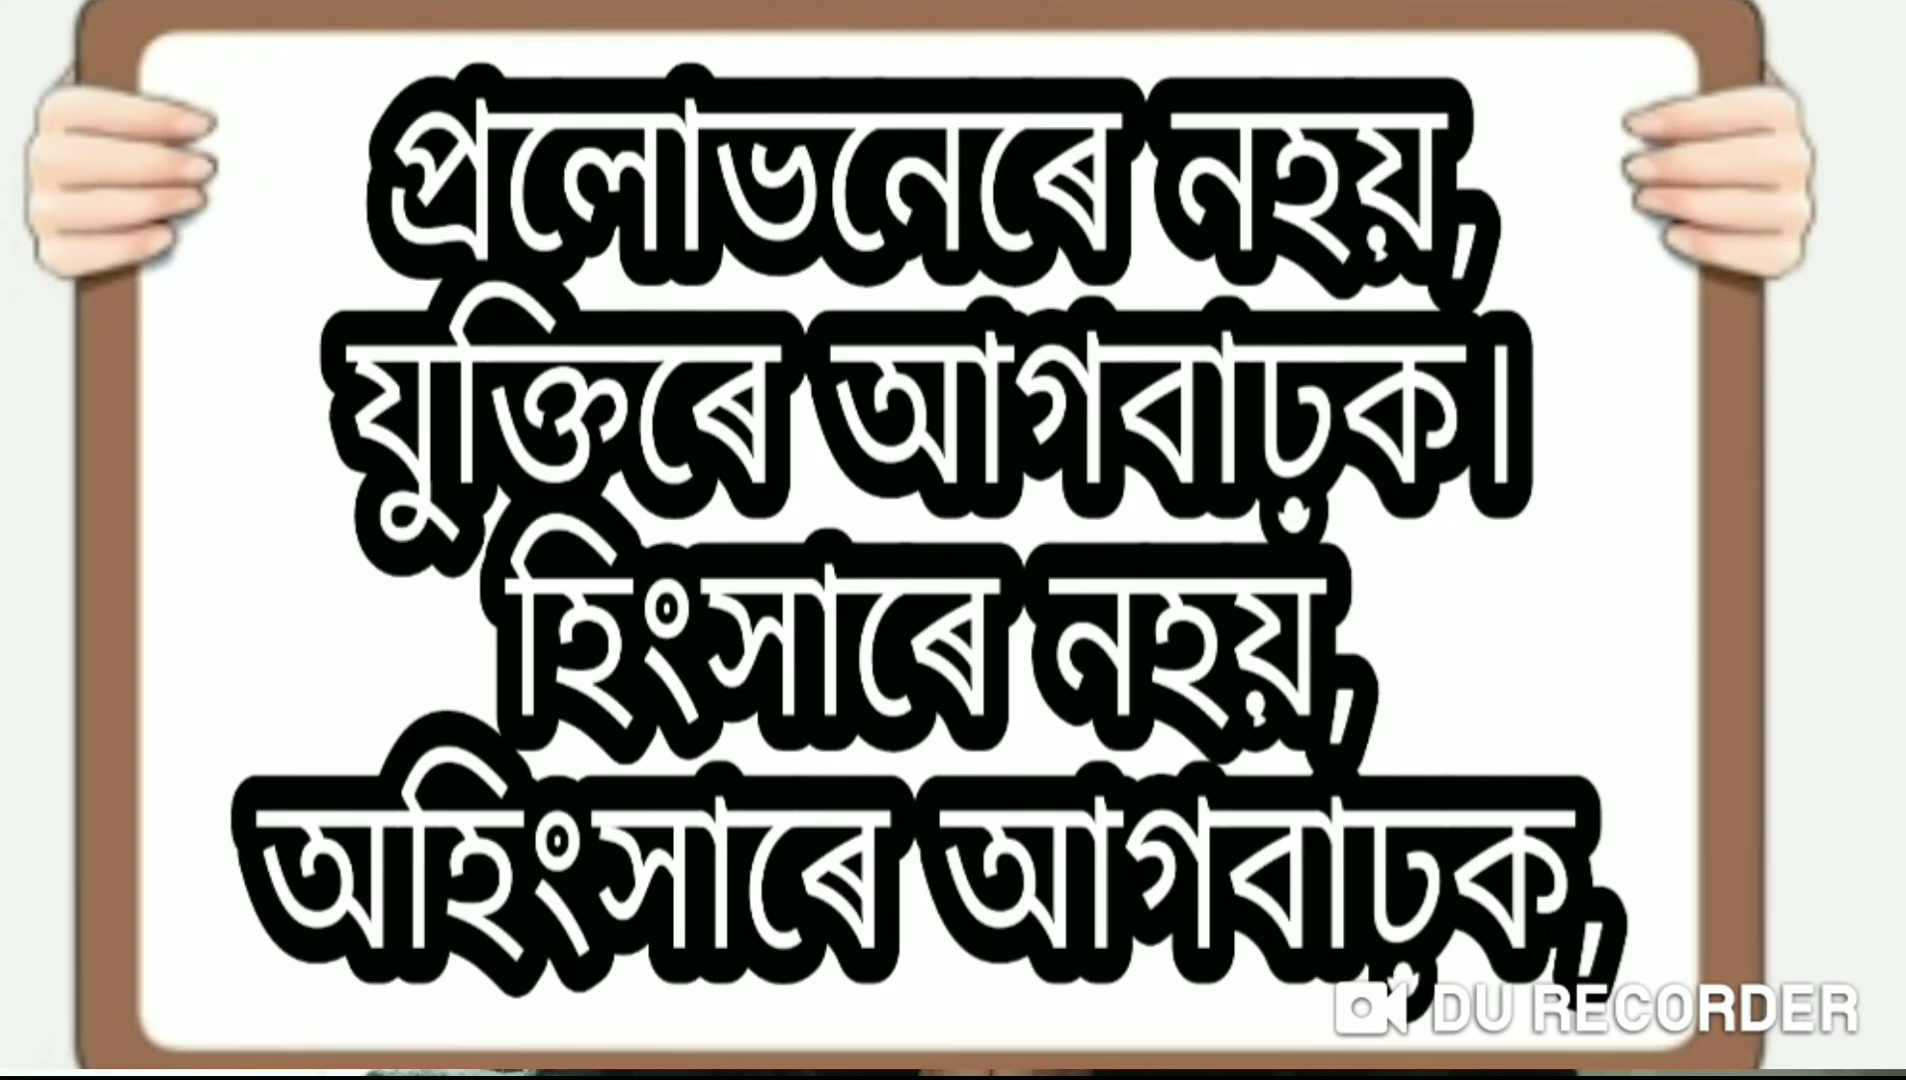 প্ৰলোভনেৰে নহয়,
যুক্তিৰে আগবাঢ়ক।
হিংসাৰে নহয়,
অহিংসাৰে আগবাঢ়ক,
DU RECORDER